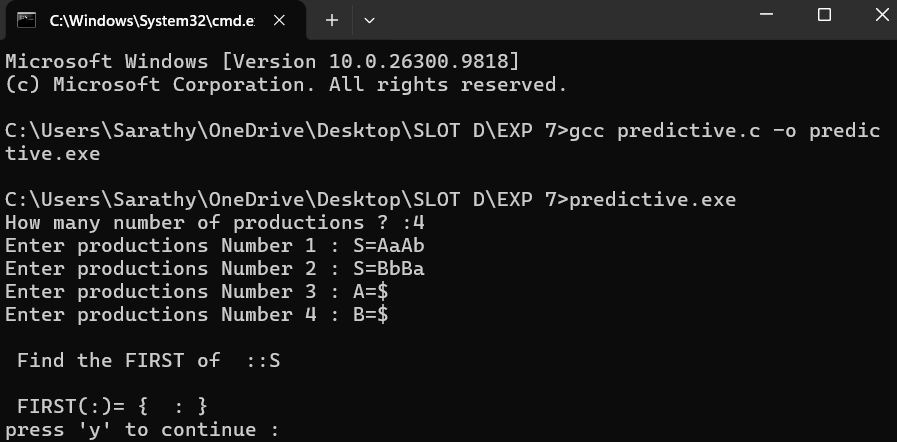 C:\Windows\System32\cmd.e
Microsoft Windows [Version 10.0.26300.9818]
(c) Microsoft Corporation. All rights reserved.
C:\Users\Sarathy\OneDrive\Desktop\SLOT D\EXP 7>gcc predictive.c -o predic
tive.exe
C:\Users\Sarathy\OneDrive\Desktop\SLOT D\EXP 7>predictive.exe
How many number of productions ? :4
Enter productions Number 1 : S=AaAb
Enter productions Number 2 : S=BbBa
Enter productions Number 3 : A=$
Enter productions Number 4 : B=$
Find the FIRST of  ::S
FIRST(:)= {  : }
press 'y' to continue :